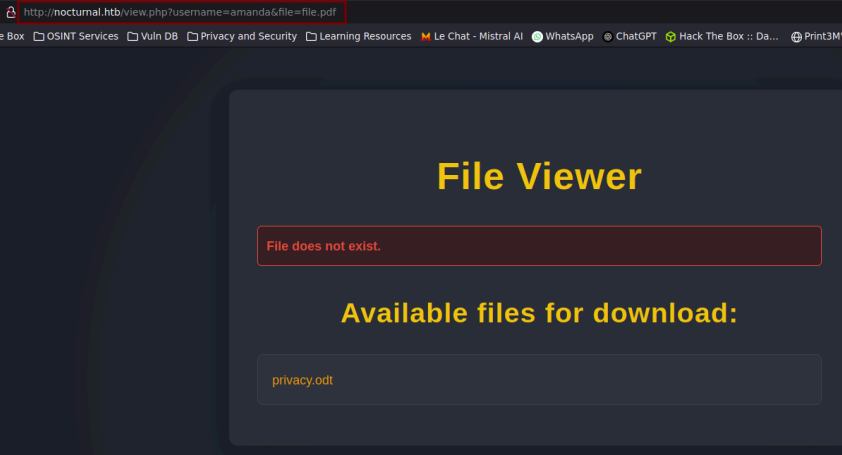 http://nocturnal.htb/view.php?username=amanda&file=file.pdf
e Box OSINT Services Vuln DB Privacy and Security Learning Resources Le Chat - Mistral AI WhatsApp ChatGPT Hack The Box :: Da... Print3M'
File Viewer
File does not exist.
Available files for download:
privacy.odt